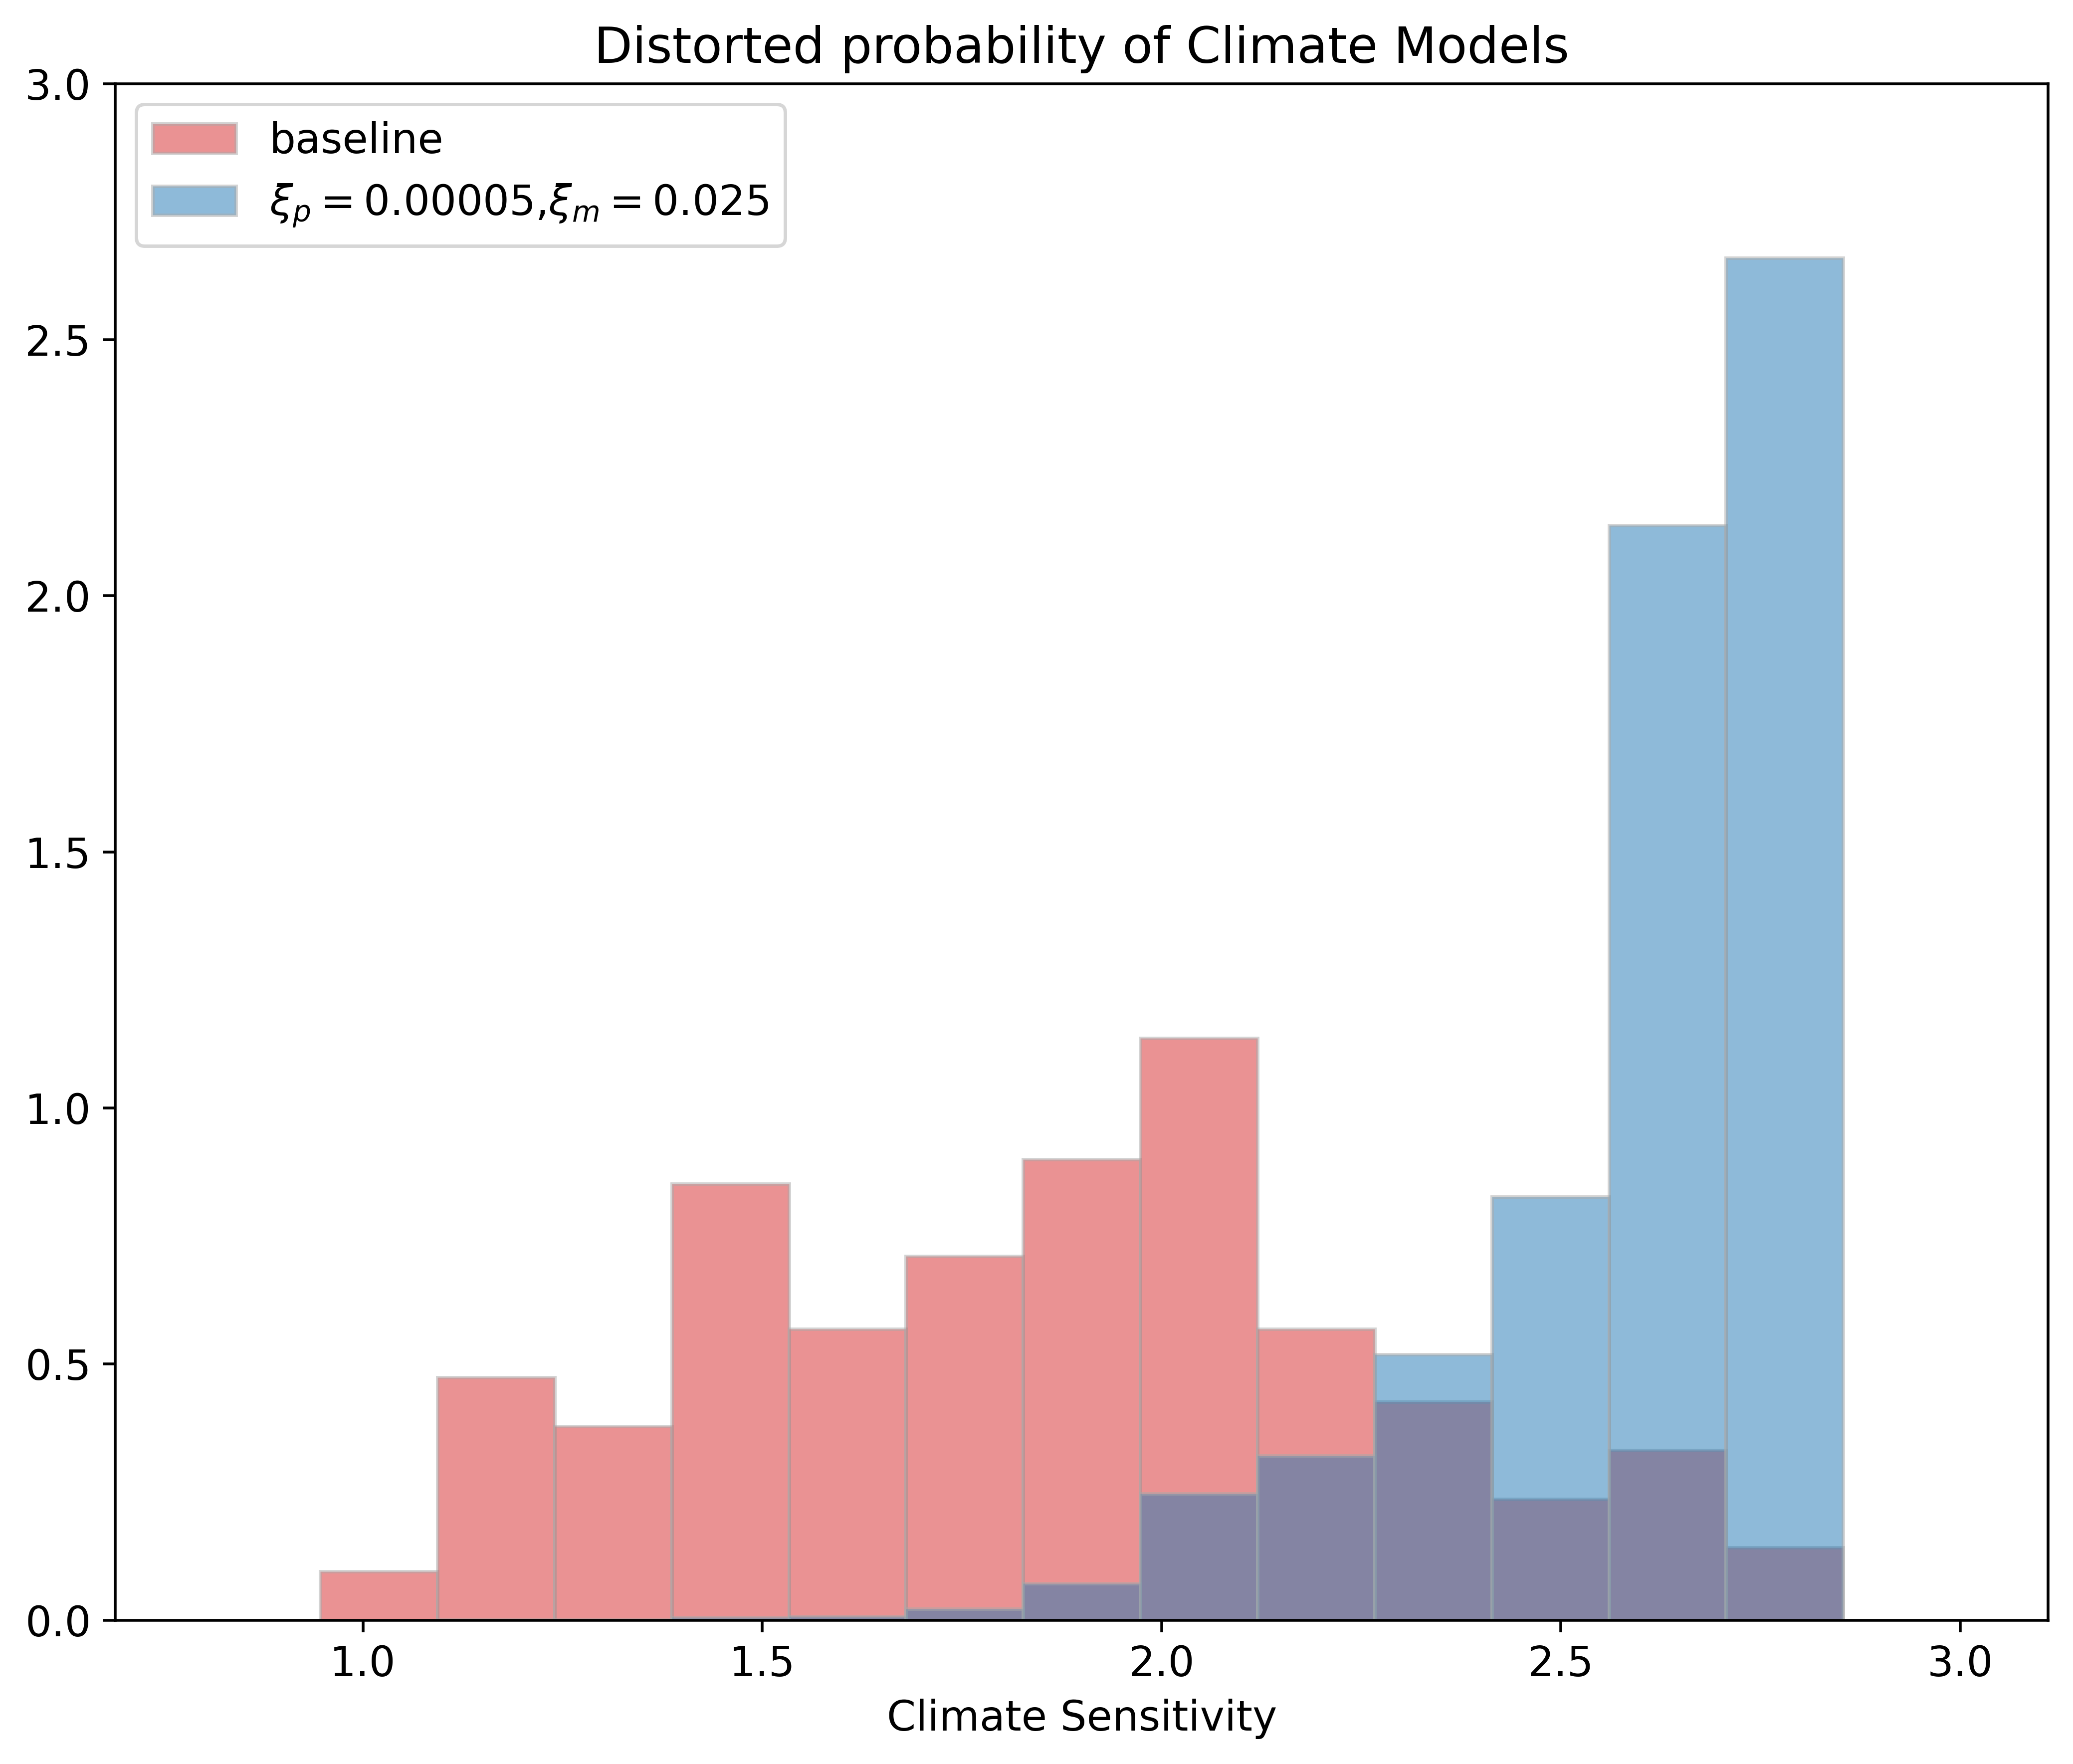 Distorted probability of Climate Models
baseline
ξp = 0.00005,ξm = 0.025
3.0
2.5
2.0
1.5
1.0
0.5
0.0
1.0 1.5 2.0 2.5 3.0
Climate Sensitivity